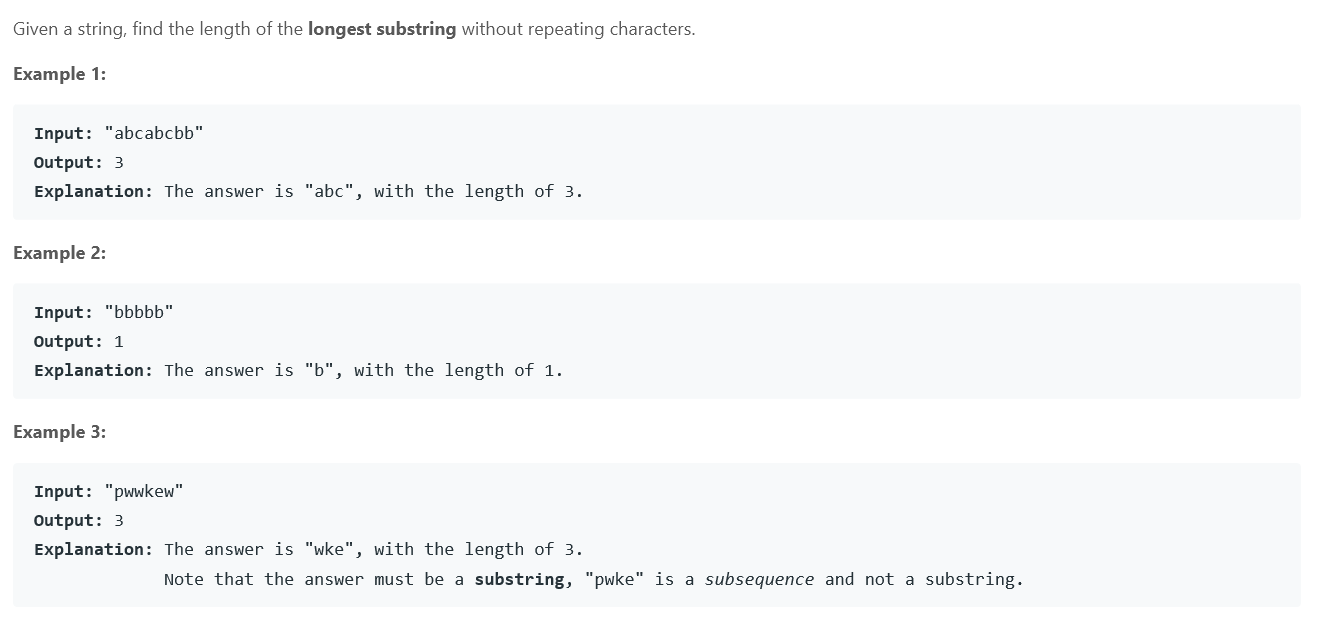 Given a string, find the length of the longest substring without repeating characters.
Example 1:
Input: "abcabcbb"
Output: 3
Explanation: The answer is "abc", with the length of 3.
Example 2:
Input: "bbbbb"
Output: 1
Explanation: The answer is "b", with the length of 1.
Example 3:
Input: "pwwkew"
Output: 3
Explanation: The answer is "wke", with the length of 3.
Note that the answer must be a substring, "pwke" is a subsequence and not a substring.